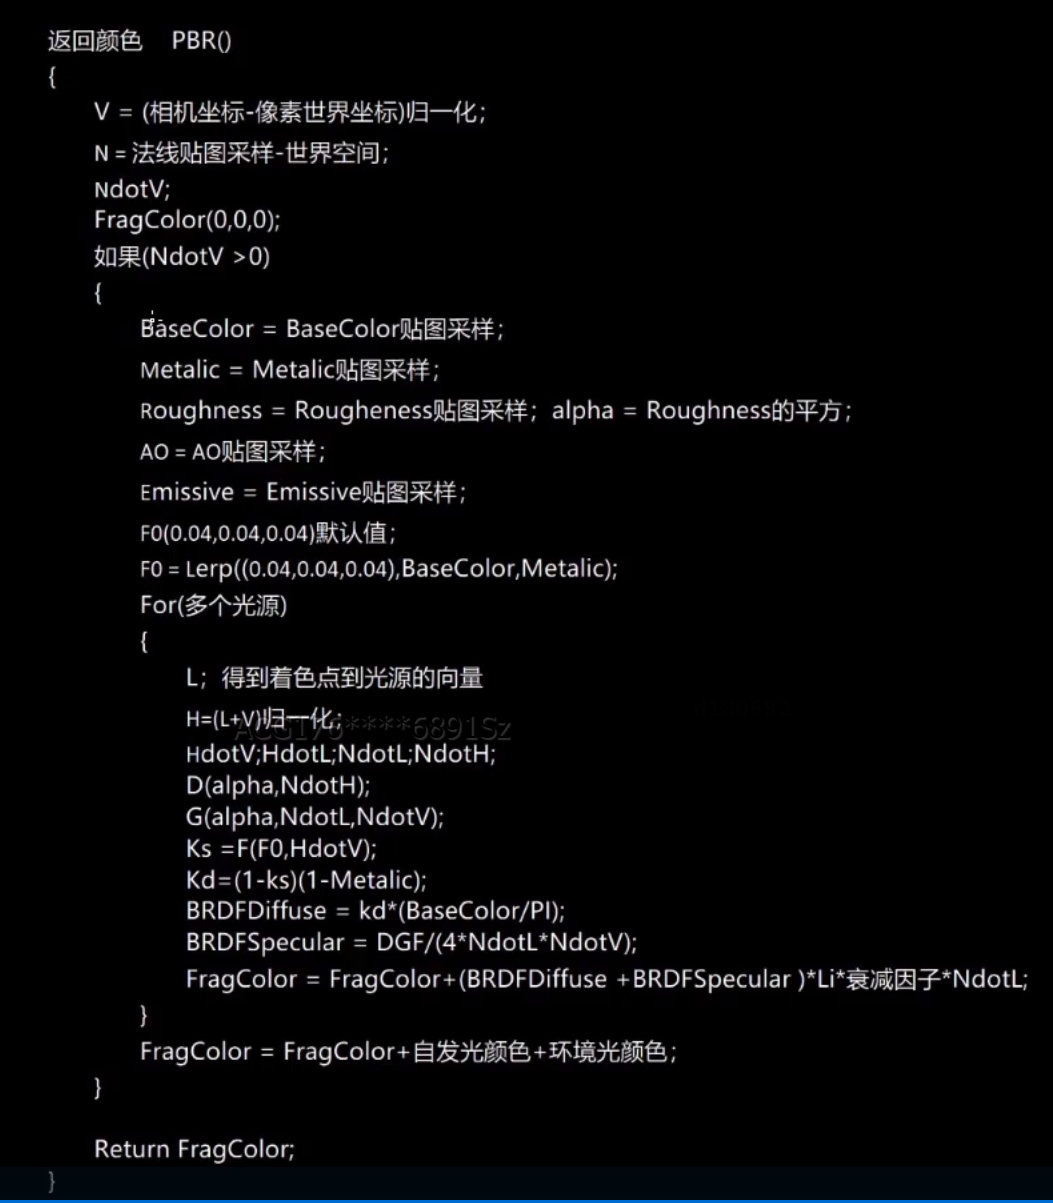 返回颜色 PBR()
{
V = (相机坐标-像素世界坐标)归一化;
N = 法线贴图采样-世界空间;
NdotV;
FragColor(0,0,0);
如果(NdotV >0)
{
BaseColor = BaseColor贴图采样;
Metalic = Metalic贴图采样;
Roughness = Rougheness贴图采样; alpha = Roughness的平方;
AO = AO贴图采样;
Emissive = Emissive贴图采样;
F0(0.04,0.04,0.04)默认值;
F0 = Lerp((0.04,0.04,0.04),BaseColor,Metalic);
For(多个光源)
{
L; 得到着色点到光源的向量
H=(L+V)归一化;
ACG176****6891Sz
HdotV;HdotL;NdotL;NdotH;
D(alpha,NdotH);
G(alpha,NdotL,NdotV);
Ks =F(F0,HdotV);
Kd=(1-ks)(1-Metalic);
BRDFDiffuse = kd*(BaseColor/PI);
BRDFSpecular = DGF/(4*NdotL*NdotV);
FragColor = FragColor+(BRDFDiffuse +BRDFSpecular )*Li*衰减因子*NdotL;
}
FragColor = FragColor+自发光颜色+环境光颜色;
}
Return FragColor;
}